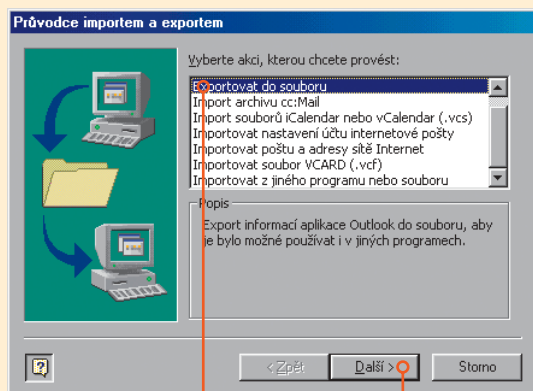 Průvodce importem a exportem
Vyberte akci, kterou chcete provést:
Exportovat do souboru
Import archivu cc:Mail
Import souborů iCalendar nebo vCalendar (.vcs)
Importovat nastavení účtu internetové pošty
Importovat poštu a adresy sítě Internet
Importovat soubor VCARD (.vcf)
Importovat z jiného programu nebo souboru
Popis
Export informací aplikace Outlook do souboru, aby
je bylo možné používat i v jiných programech.
< Zpět
Další >
Storno